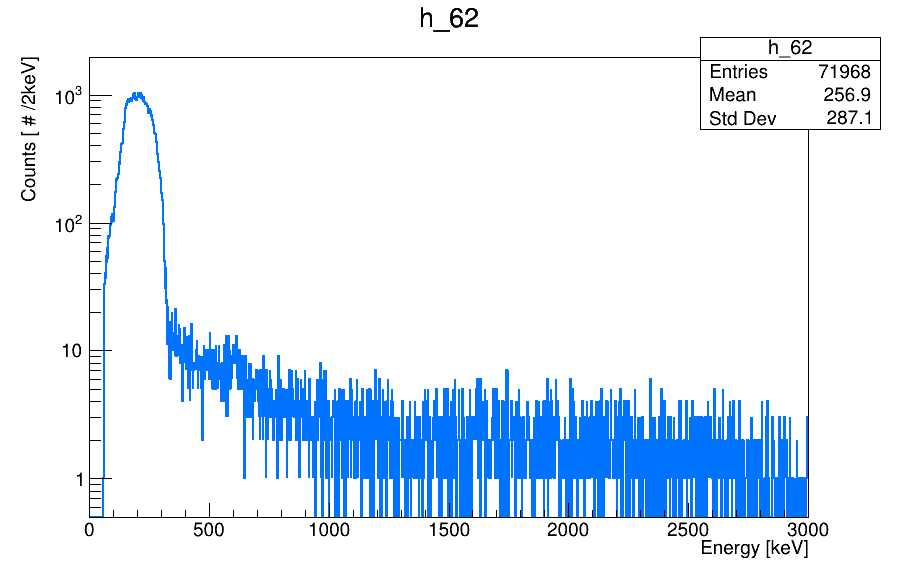 h_62
h_62
Entries 71968
Mean 256.9
Std Dev 287.1
Counts [ # /2keV]
10³
10²
10
1
0 500 1000 1500 2000 2500 3000
Energy [keV]